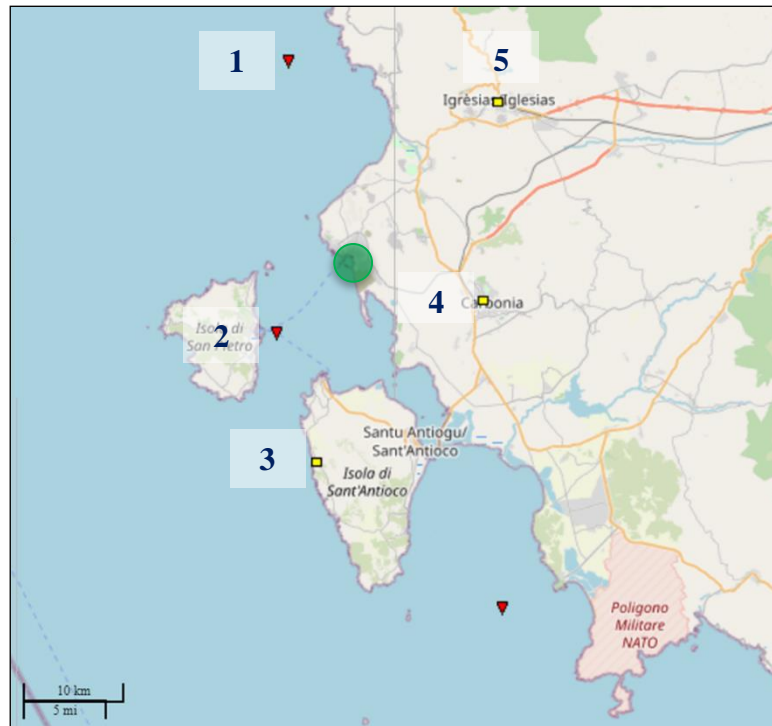 1
5
Igrèsias/Iglesias
4
Carbonia
2
Isola di
San Pietro
Santu Antiogu/
Sant'Antioco
3
Isola di
Sant'Antioco
Poligono
Militare
NATO
10 km
5 mi